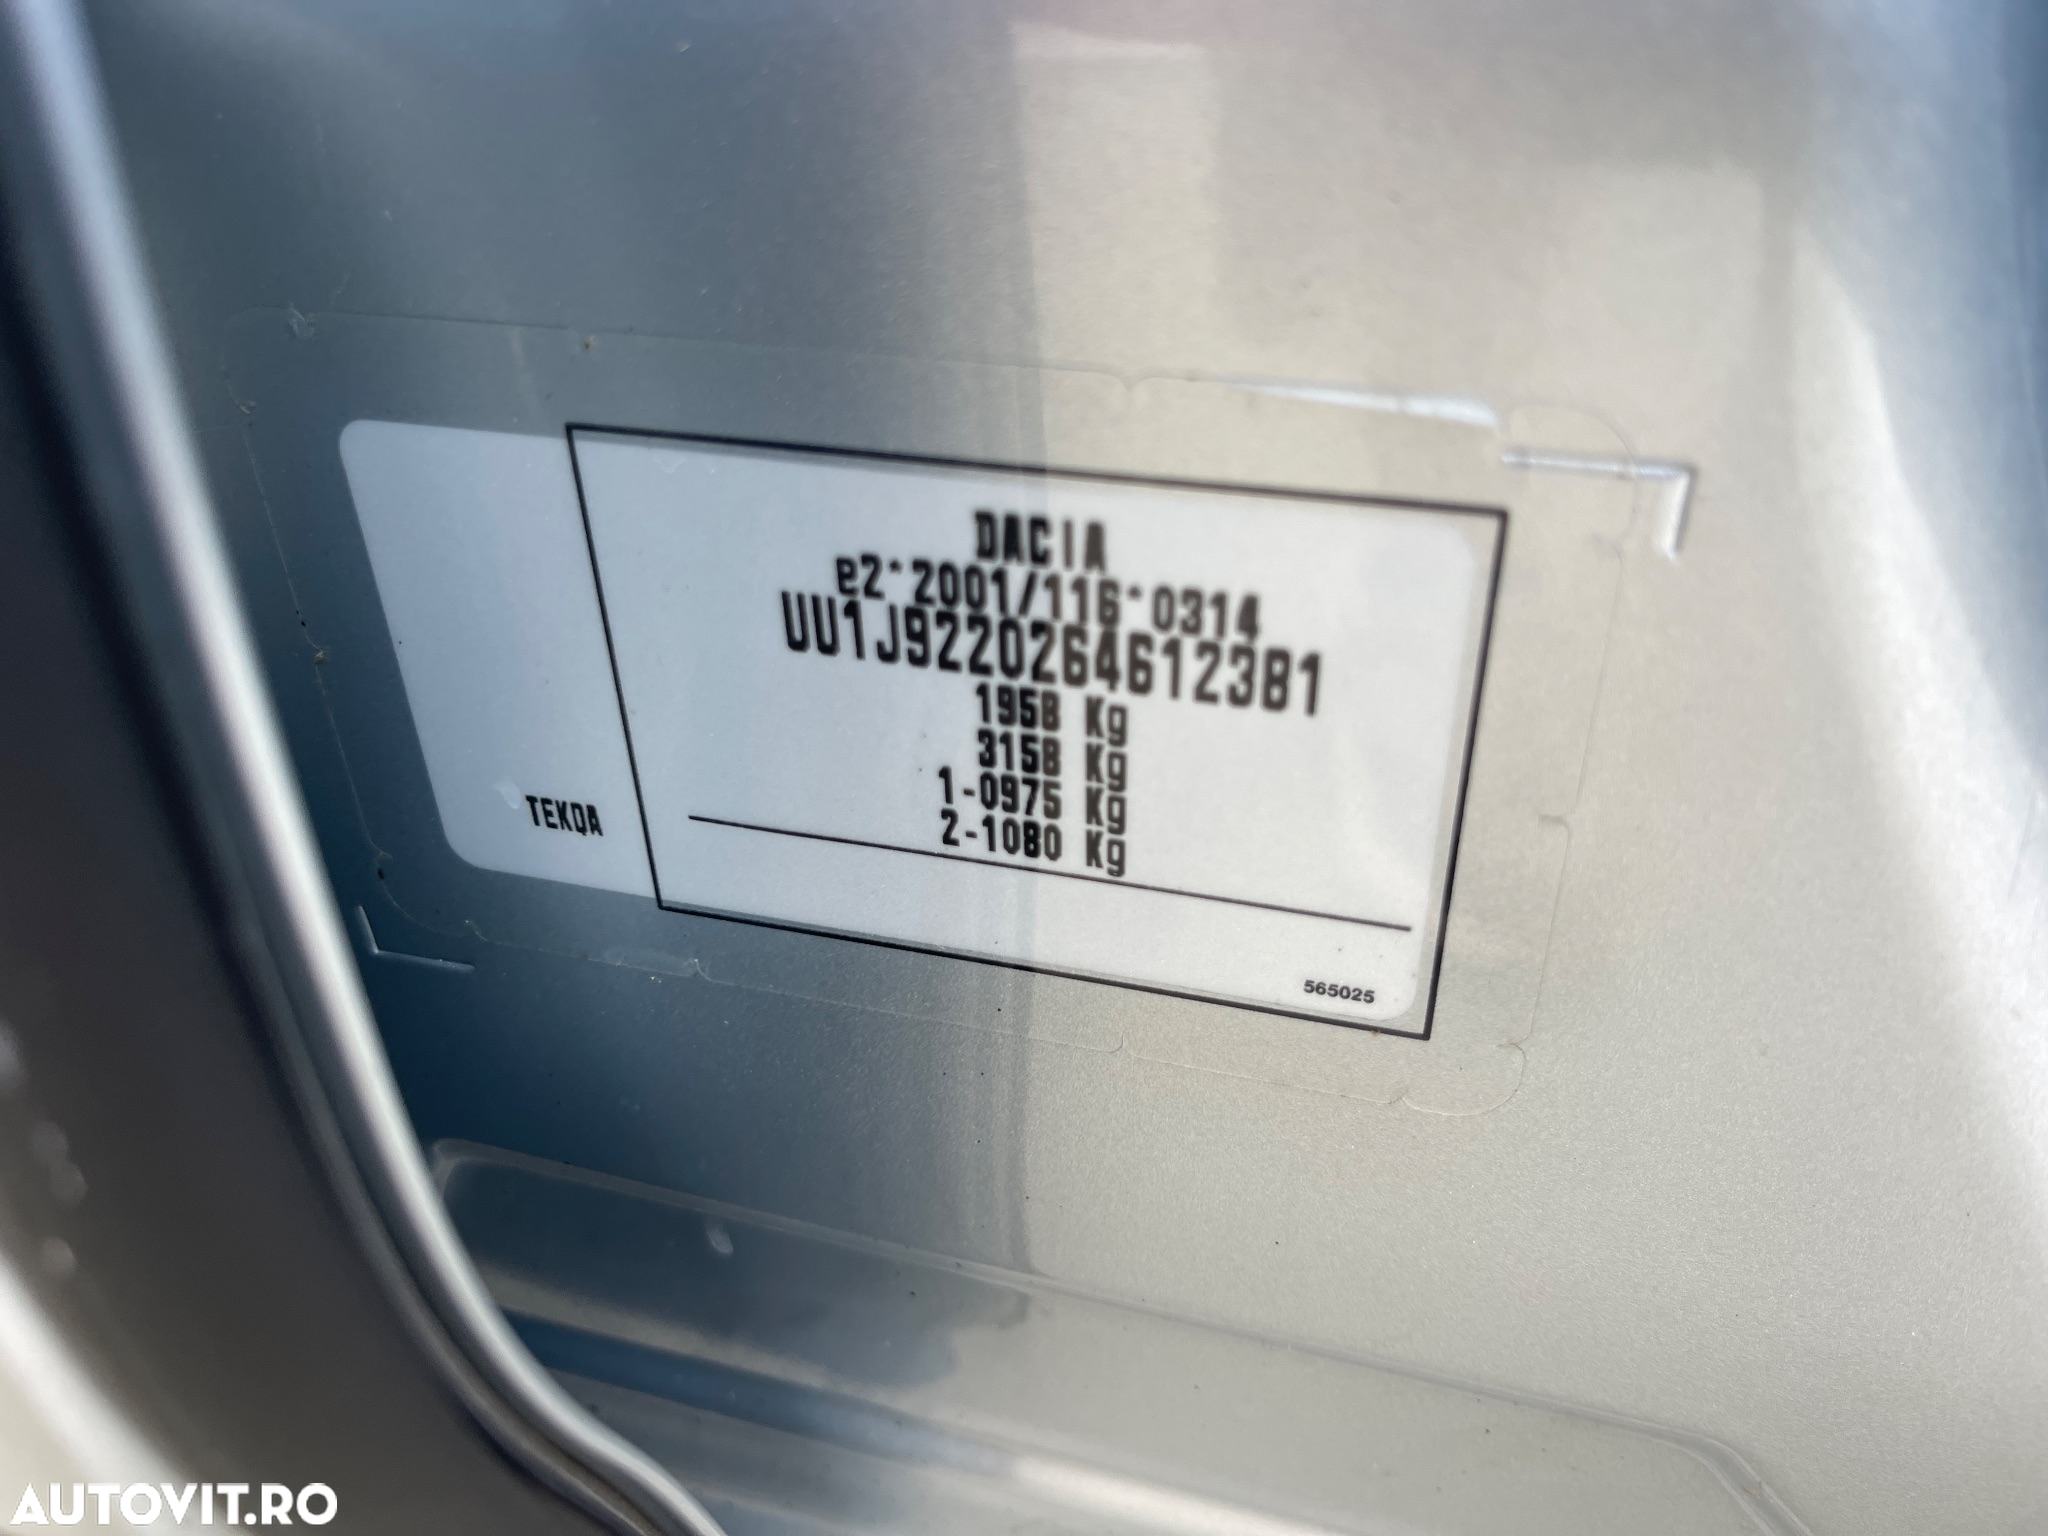 DACIA
e2*2001/116*0314
UU1J9220264612381
1958 Kg
3158 Kg
1-0975 Kg
2-1080 Kg
TEKQA
565025
AUTOVIT.RO